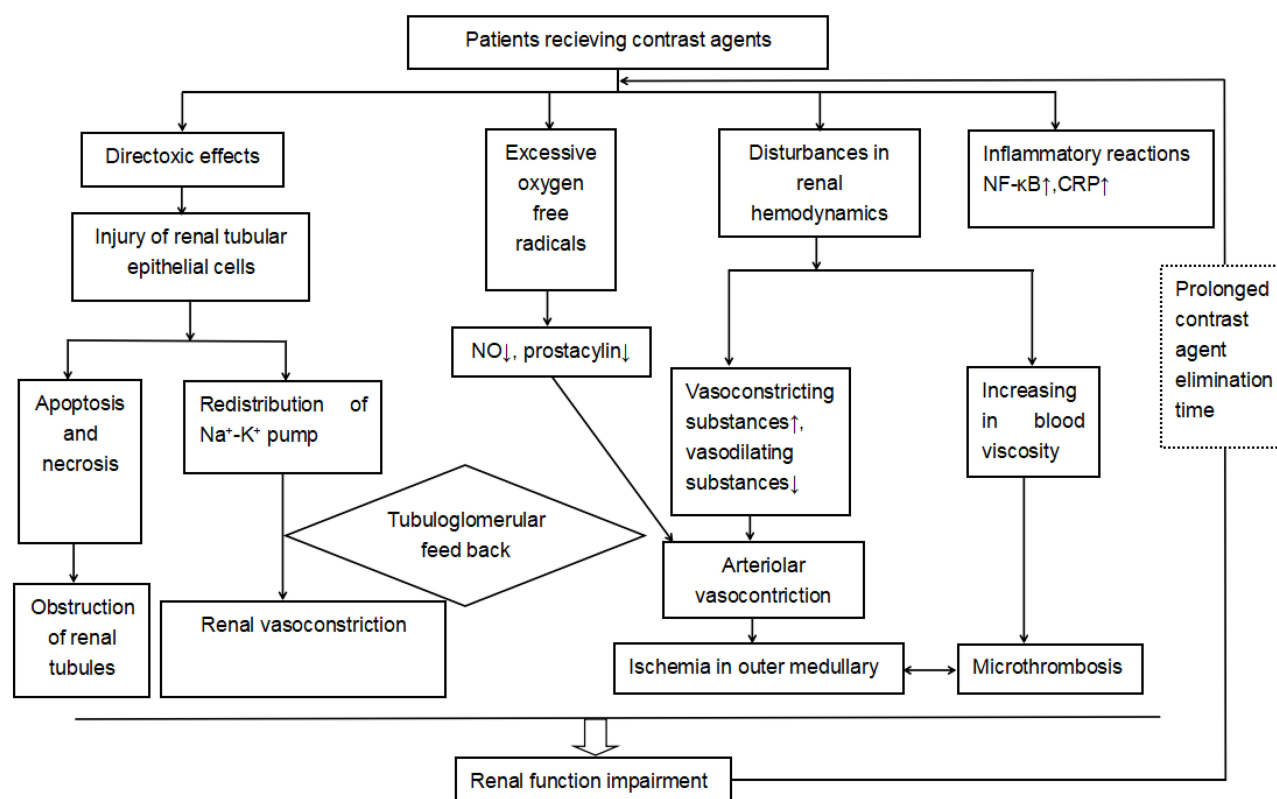 Patients recieving contrast agents
Directoxic effects
Excessive
oxygen
free
radicals
Disturbances in
renal
hemodynamics
Inflammatory reactions
NF-κB↑,CRP↑
Injury of renal tubular
epithelial cells
Prolonged
contrast
agent
elimination
time
NO↓, prostacylin↓
Apoptosis
and
necrosis
Redistribution of
Na⁺-K⁺ pump
Vasoconstricting
substances↑,
vasodilating
substances↓
Increasing
in blood
viscosity
Tubuloglomerular
feed back
Arteriolar
vasocontriction
Obstruction
of renal
tubules
Renal vasoconstriction
Ischemia in outer medullary
Microthrombosis
Renal function impairment